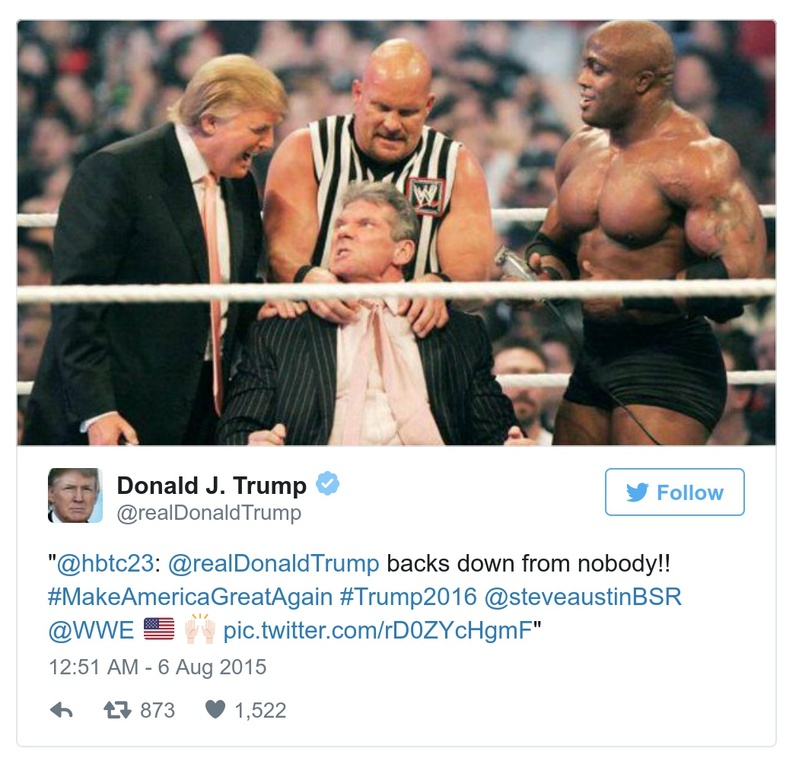 W
Donald J. Trump
@realDonaldTrump
Follow
"@hbtc23: @realDonaldTrump backs down from nobody!!
#MakeAmericaGreatAgain #Trump2016 @steveaustinBSR
@WWE 🇺🇸 🙌🏻 pic.twitter.com/rD0ZYcHgmF"
12:51 AM - 6 Aug 2015
873 1,522